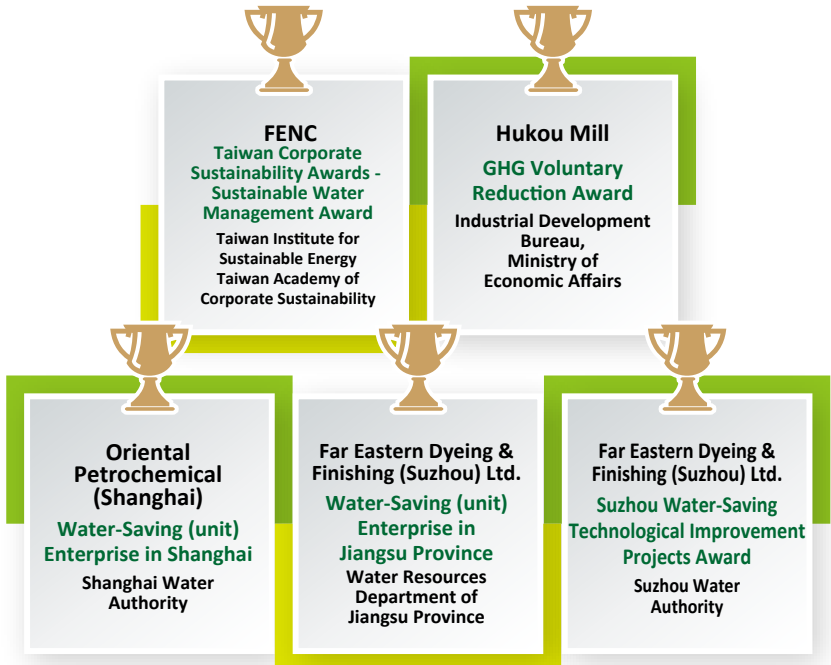 FENC
Taiwan Corporate
Sustainability Awards -
Sustainable Water
Management Award
Taiwan Institute for
Sustainable Energy
Taiwan Academy of
Corporate Sustainability
Hukou Mill
GHG Voluntary
Reduction Award
Industrial Development
Bureau,
Ministry of
Economic Affairs
Oriental
Petrochemical
(Shanghai)
Water-Saving (unit)
Enterprise in Shanghai
Shanghai Water
Authority
Far Eastern Dyeing &
Finishing (Suzhou) Ltd.
Water-Saving (unit)
Enterprise in
Jiangsu Province
Water Resources
Department of
Jiangsu Province
Far Eastern Dyeing &
Finishing (Suzhou) Ltd.
Suzhou Water-Saving
Technological Improvement
Projects Award
Suzhou Water
Authority